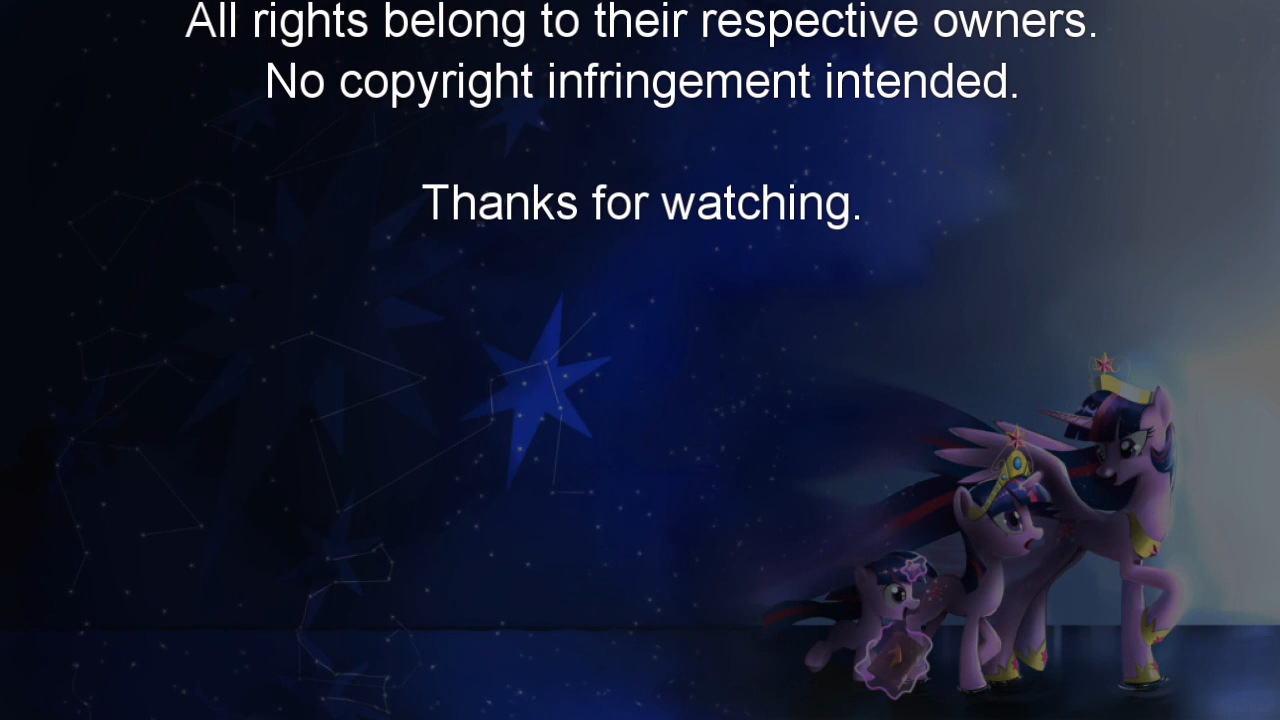 All rights belong to their respective owners.
No copyright infringement intended.
Thanks for watching.